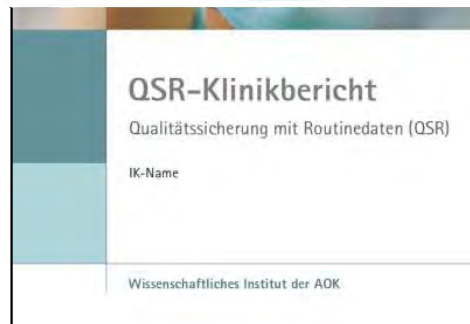 QSR-Klinikbericht
Qualitätssicherung mit Routinedaten (QSR)
IK-Name
Wissenschaftliches Institut der AOK